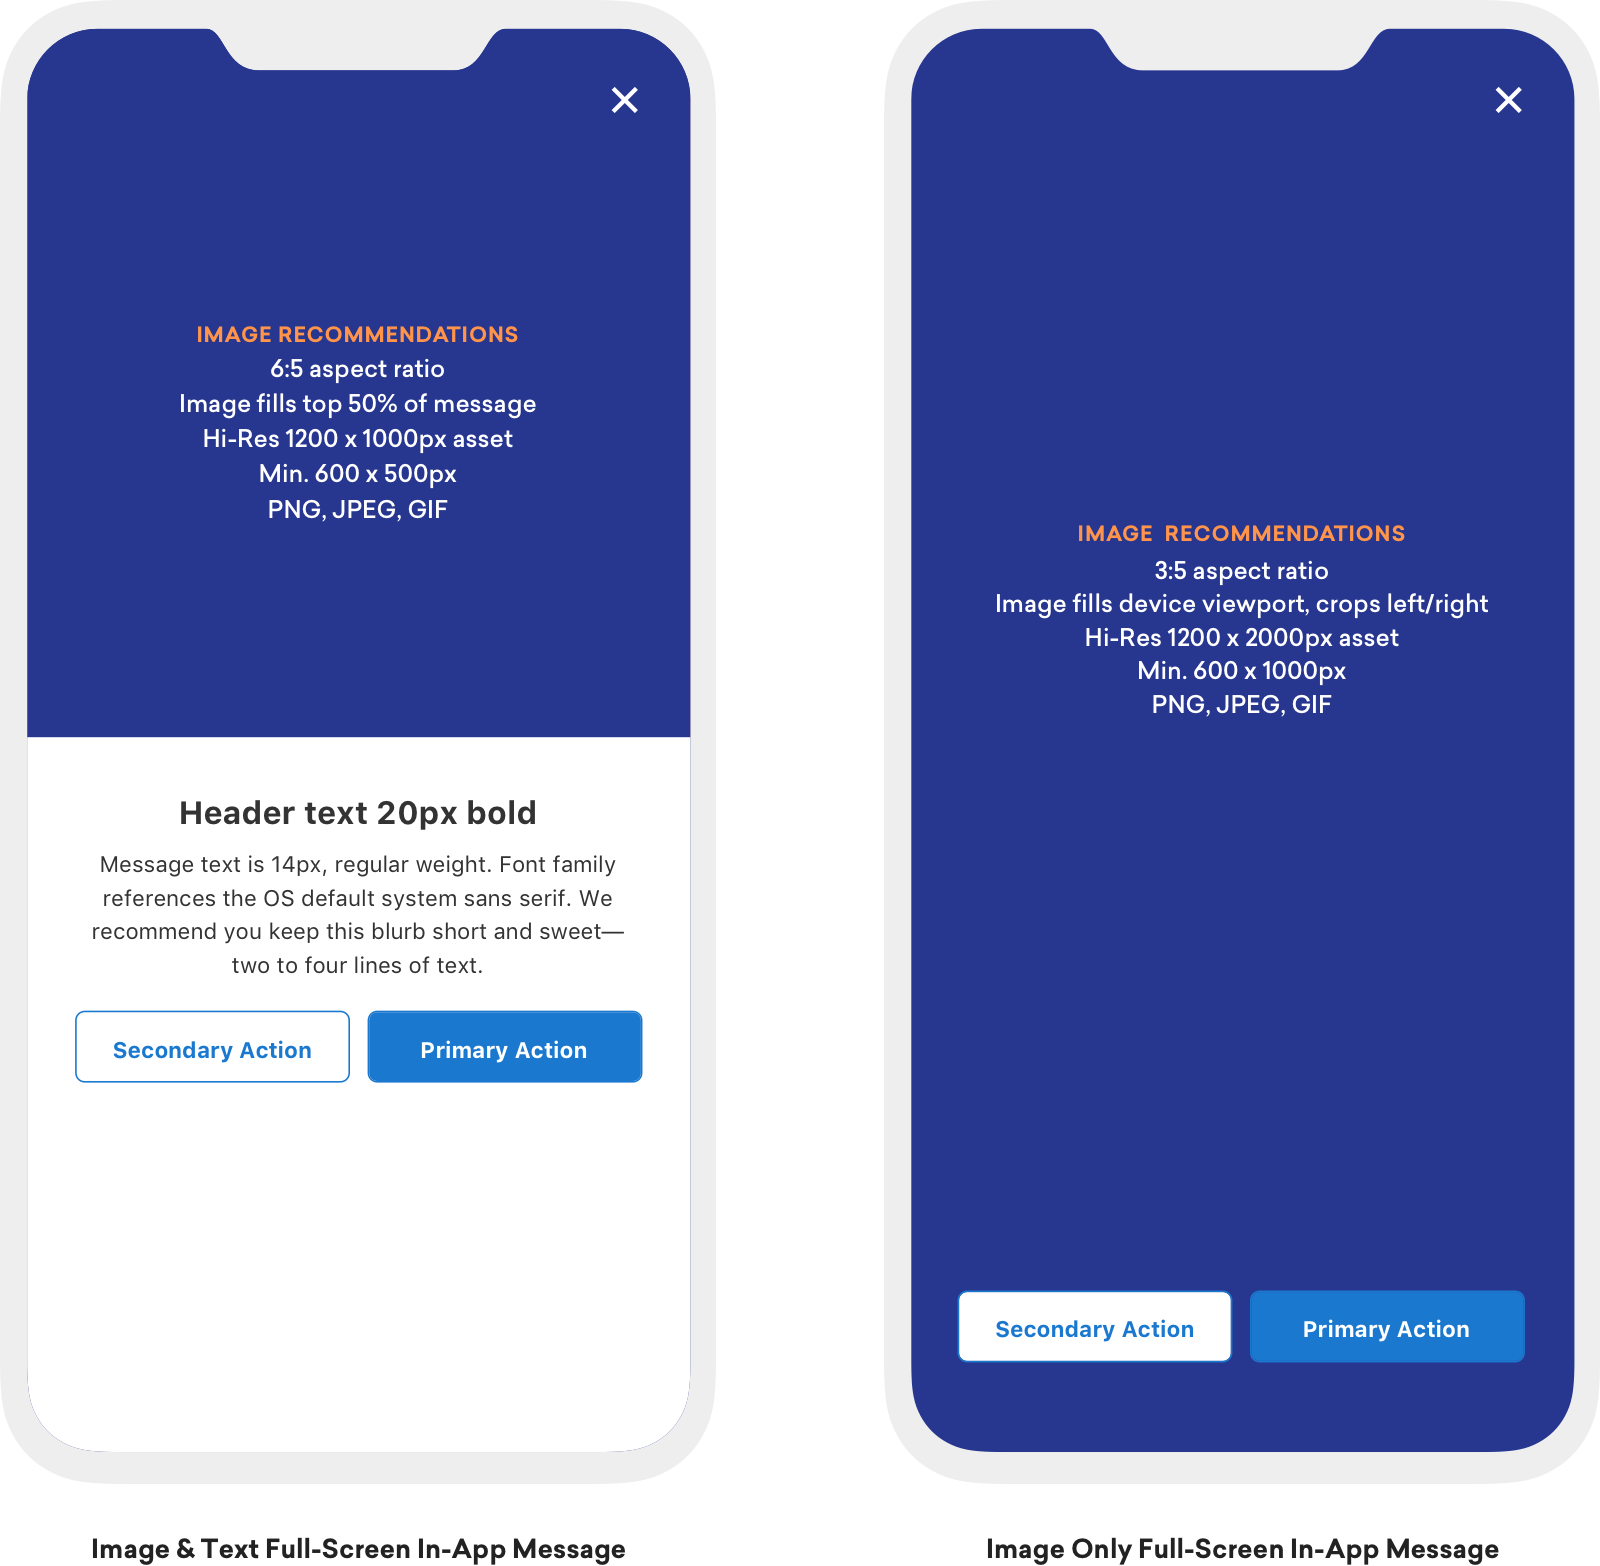 IMAGE RECOMMENDATIONS
6:5 aspect ratio
Image fills top 50% of message
Hi-Res 1200 x 1000px asset
Min. 600 x 500px
PNG, JPEG, GIF
Header text 20px bold
Message text is 14px, regular weight. Font family
references the OS default system sans serif. We
recommend you keep this blurb short and sweet—
two to four lines of text.
Secondary Action
Primary Action
Image & Text Full-Screen In-App Message
IMAGE RECOMMENDATIONS
3:5 aspect ratio
Image fills device viewport, crops left/right
Hi-Res 1200 x 2000px asset
Min. 600 x 1000px
PNG, JPEG, GIF
Secondary Action
Primary Action
Image Only Full-Screen In-App Message